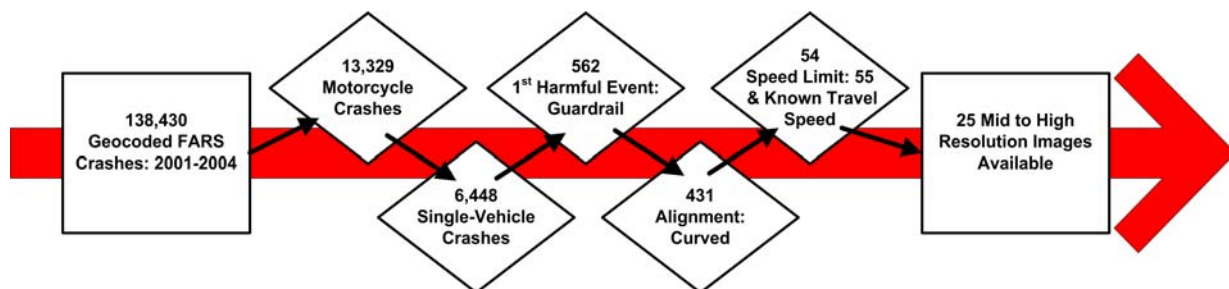 138,430
Geocoded FARS
Crashes: 2001-2004
13,329
Motorcycle
Crashes
6,448
Single-Vehicle
Crashes
562
1st Harmful Event:
Guardrail
431
Alignment:
Curved
54
Speed Limit: 55
& Known Travel
Speed
25 Mid to High
Resolution Images
Available